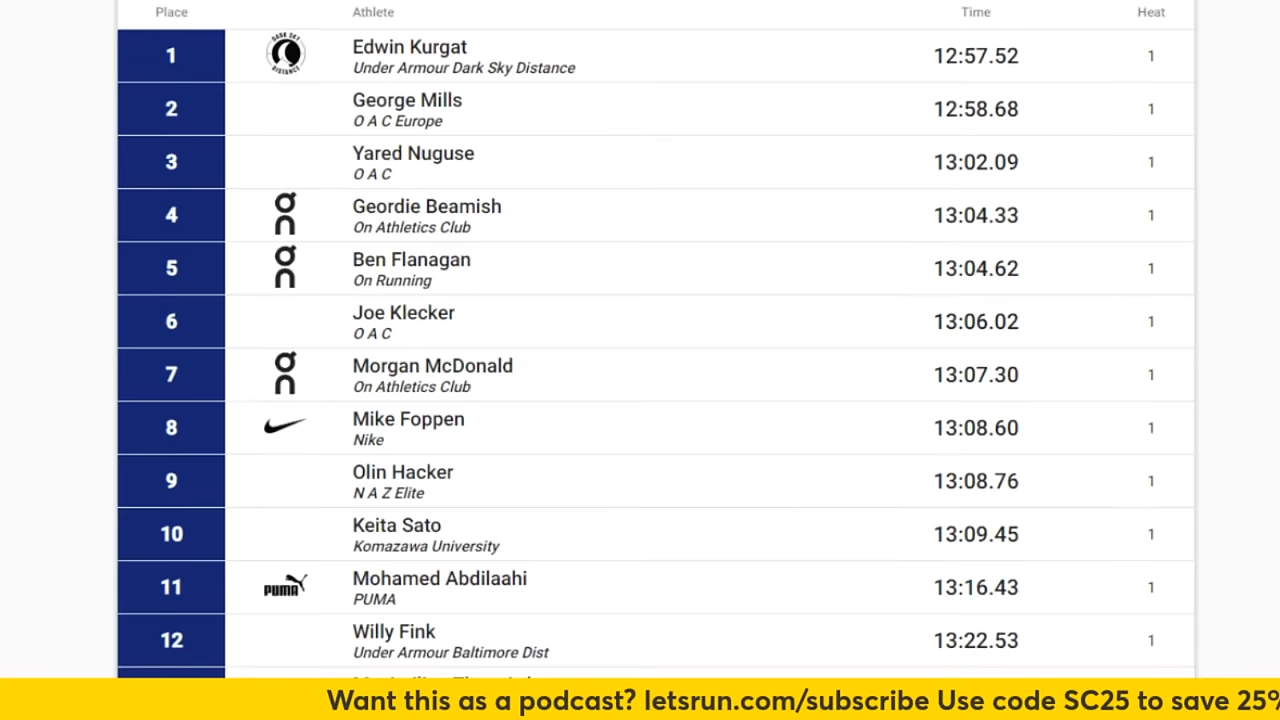 Place Athlete Time Heat
1 DARK SKY DISTANCE Edwin Kurgat 12:57.52 1
Under Armour Dark Sky Distance
2 George Mills 12:58.68 1
O A C Europe
3 Yared Nuguse 13:02.09 1
O A C
4 on Geordie Beamish 13:04.33 1
On Athletics Club
5 on Ben Flanagan 13:04.62 1
On Running
6 Joe Klecker 13:06.02 1
O A C
7 on Morgan McDonald 13:07.30 1
On Athletics Club
8 Mike Foppen 13:08.60 1
Nike
9 Olin Hacker 13:08.76 1
N A Z Elite
10 Keita Sato 13:09.45 1
Komazawa University
11 PUMA Mohamed Abdilaahi 13:16.43 1
PUMA
12 Willy Fink 13:22.53 1
Under Armour Baltimore Dist
Want this as a podcast? letsrun.com/subscribe Use code SC25 to save 25%